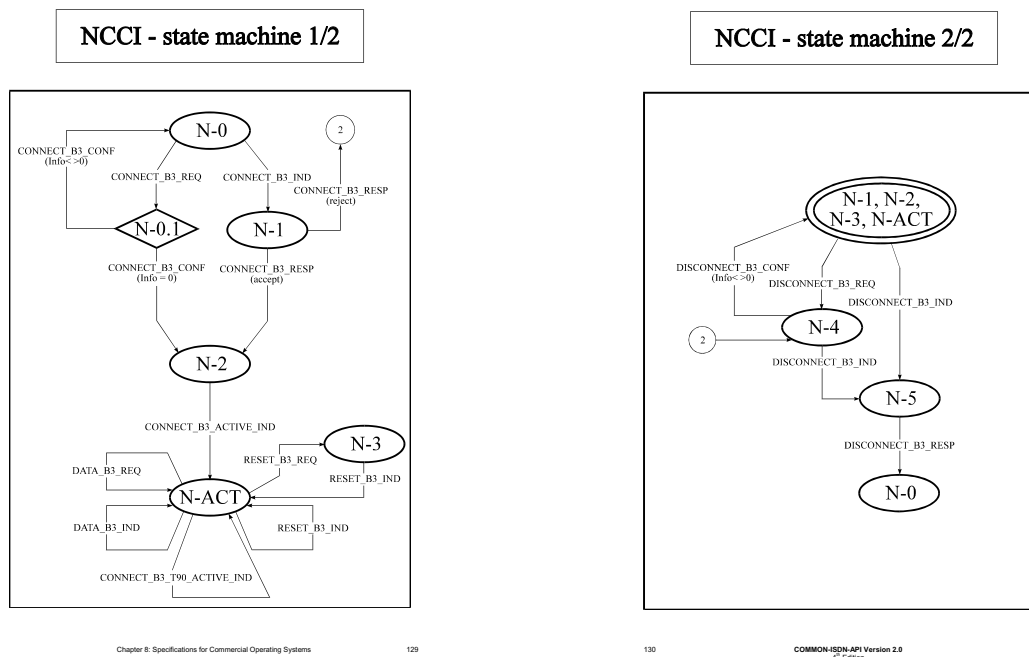 NCCI - state machine 1/2
N-0
2
CONNECT_B3_CONF
(Info< >0)
CONNECT_B3_REQ
CONNECT_B3_IND
CONNECT_B3_RESP
(reject)
N-0.1
N-1
CONNECT_B3_CONF
(Info = 0)
CONNECT_B3_RESP
(accept)
N-2
CONNECT_B3_ACTIVE_IND
N-3
DATA_B3_REQ
RESET_B3_REQ
RESET_B3_IND
N-ACT
DATA_B3_IND
RESET_B3_IND
CONNECT_B3_T90_ACTIVE_IND
Chapter 8: Specifications for Commercial Operating Systems
129
NCCI - state machine 2/2
N-1, N-2,
N-3, N-ACT
DISCONNECT_B3_CONF
(Info< >0)
DISCONNECT_B3_REQ
DISCONNECT_B3_IND
N-4
2
DISCONNECT_B3_IND
N-5
DISCONNECT_B3_RESP
N-0
130
COMMON-ISDN-API Version 2.0
4th Edition